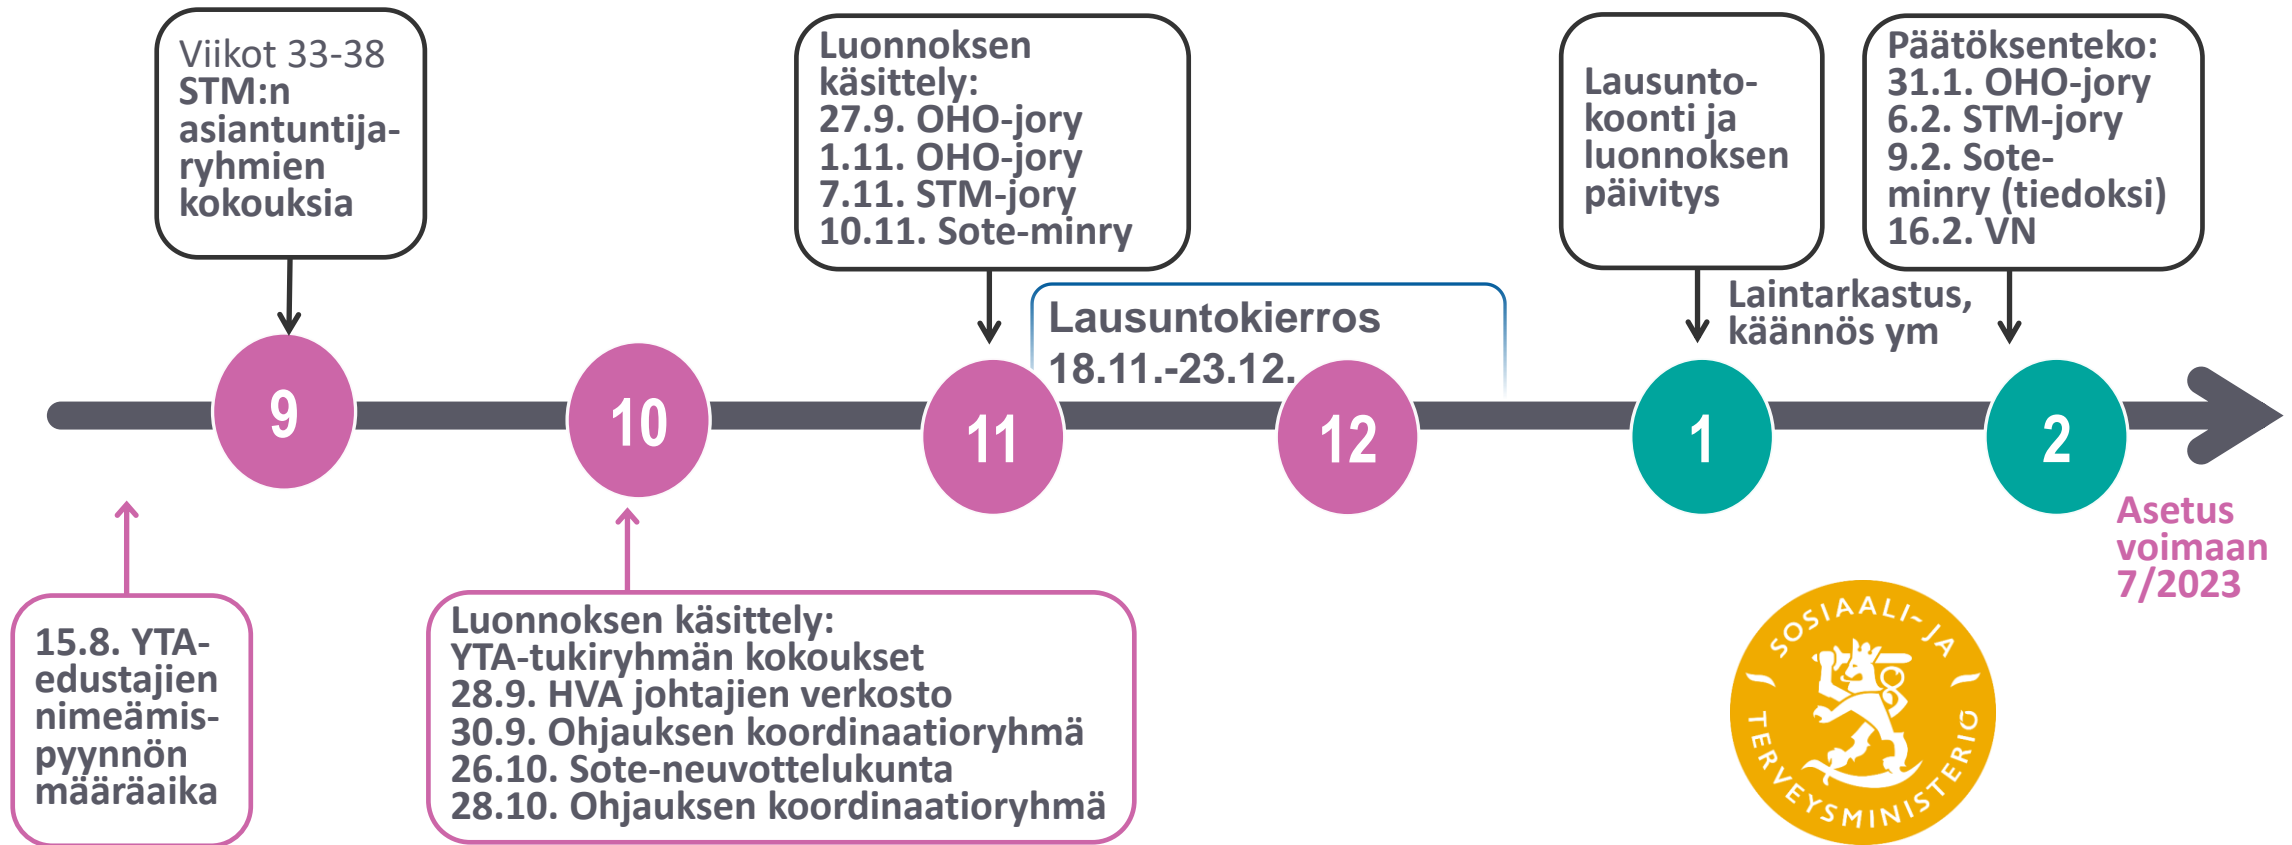 Viikot 33-38
STM:n
asiantuntija-
ryhmien
kokouksia
Luonnoksen
käsittely:
27.9. OHO-jory
1.11. OHO-jory
7.11. STM-jory
10.11. Sote-minry
Lausunto-
koonti ja
luonnoksen
päivitys
Päätöksenteko:
31.1. OHO-jory
6.2. STM-jory
9.2. Sote-
minry (tiedoksi)
16.2. VN
Lausuntokierros
18.11.-23.12.
Laintarkastus,
käännös ym
9
10
11
12
1
2
Asetus
voimaan
7/2023
15.8. YTA-
edustajien
nimeämis-
pyynnön
määräaika
Luonnoksen käsittely:
YTA-tukiryhmän kokoukset
28.9. HVA johtajien verkosto
30.9. Ohjauksen koordinaatioryhmä
26.10. Sote-neuvottelukunta
28.10. Ohjauksen koordinaatioryhmä
SOSIAALI- JA
TERVEYSMINISTERIÖ